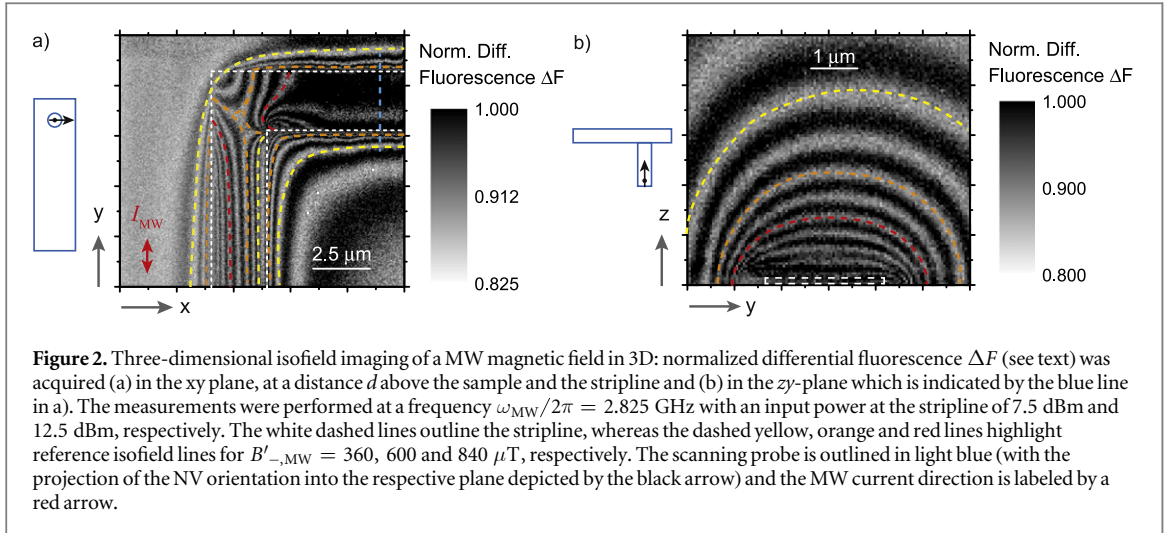 a)
Norm. Diff.
Fluorescence ΔF
1.000
0.912
0.825
y
I_MW
2.5 μm
x
b)
1 μm
Norm. Diff.
Fluorescence ΔF
1.000
0.900
0.800
z
y
Figure 2. Three-dimensional isofield imaging of a MW magnetic field in 3D: normalized differential fluorescence ΔF (see text) was
acquired (a) in the xy plane, at a distance d above the sample and the stripline and (b) in the zy-plane which is indicated by the blue line
in a). The measurements were performed at a frequency ω_MW/2π = 2.825 GHz with an input power at the stripline of 7.5 dBm and
12.5 dBm, respectively. The white dashed lines outline the stripline, whereas the dashed yellow, orange and red lines highlight
reference isofield lines for B′_−,MW = 360, 600 and 840 μT, respectively. The scanning probe is outlined in light blue (with the
projection of the NV orientation into the respective plane depicted by the black arrow) and the MW current direction is labeled by a
red arrow.